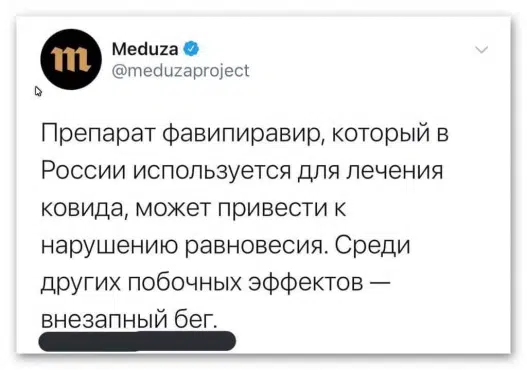 Meduza
@meduzaproject
Препарат фавипиравир, который в
России используется для лечения
ковида, может привести к
нарушению равновесия. Среди
других побочных эффектов —
внезапный бег.